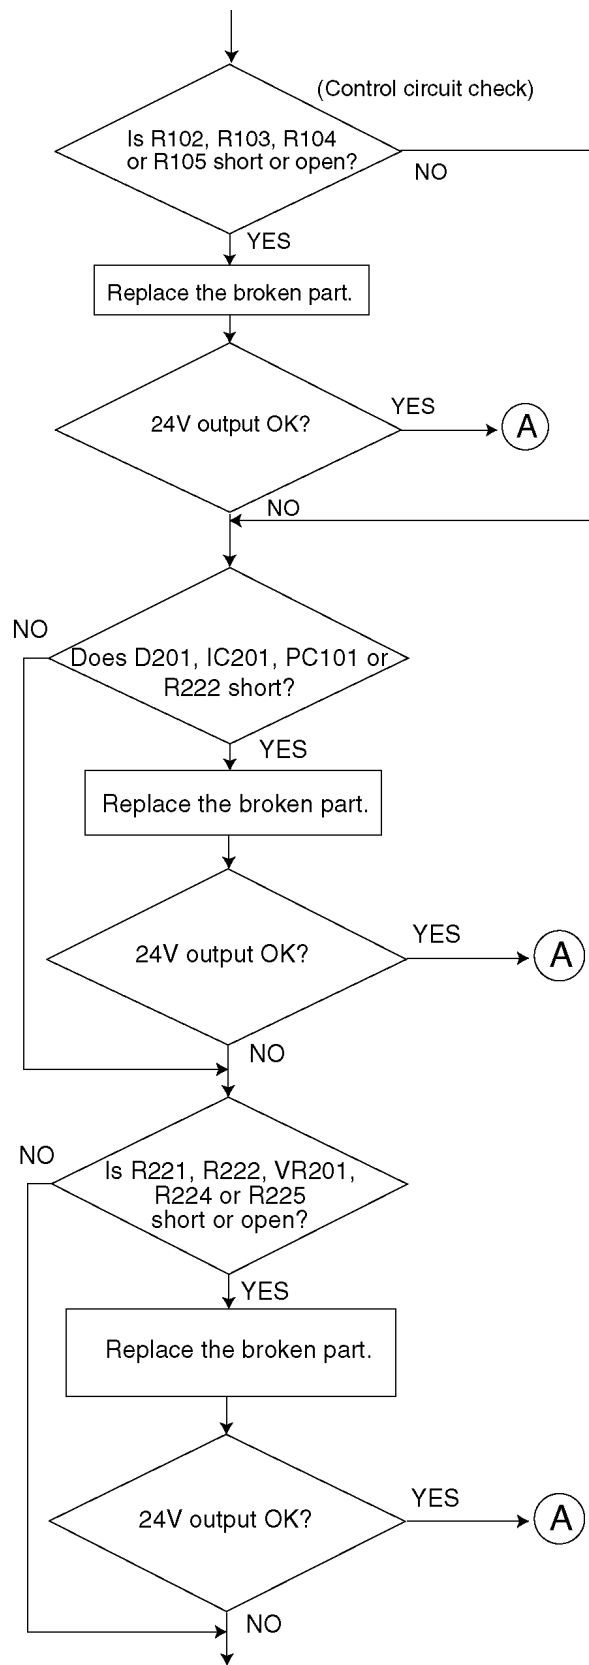 (Control circuit check)
Is R102, R103, R104
or R105 short or open?
NO
YES
Replace the broken part.
24V output OK?
YES
A
NO
NO
Does D201, IC201, PC101 or
R222 short?
YES
Replace the broken part.
24V output OK?
YES
A
NO
NO
Is R221, R222, VR201,
R224 or R225
short or open?
YES
Replace the broken part.
24V output OK?
YES
A
NO